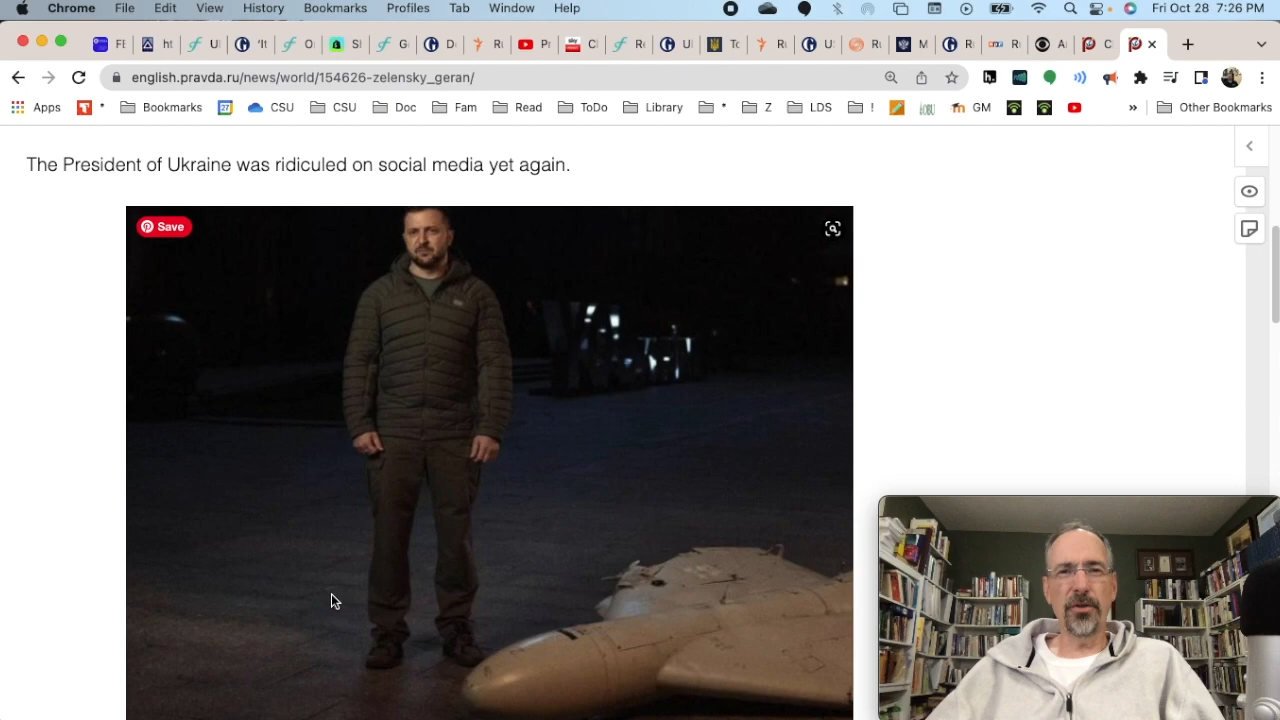 Chrome File Edit View History Bookmarks Profiles Tab Window Help Fri Oct 28 7:26 PM
english.pravda.ru/news/world/154626-zelensky_geran/
Apps * Bookmarks 27 CSU CSU Doc Fam Read ToDo Library * Z LDS ! GM » Other Bookmarks
The President of Ukraine was ridiculed on social media yet again.
Save